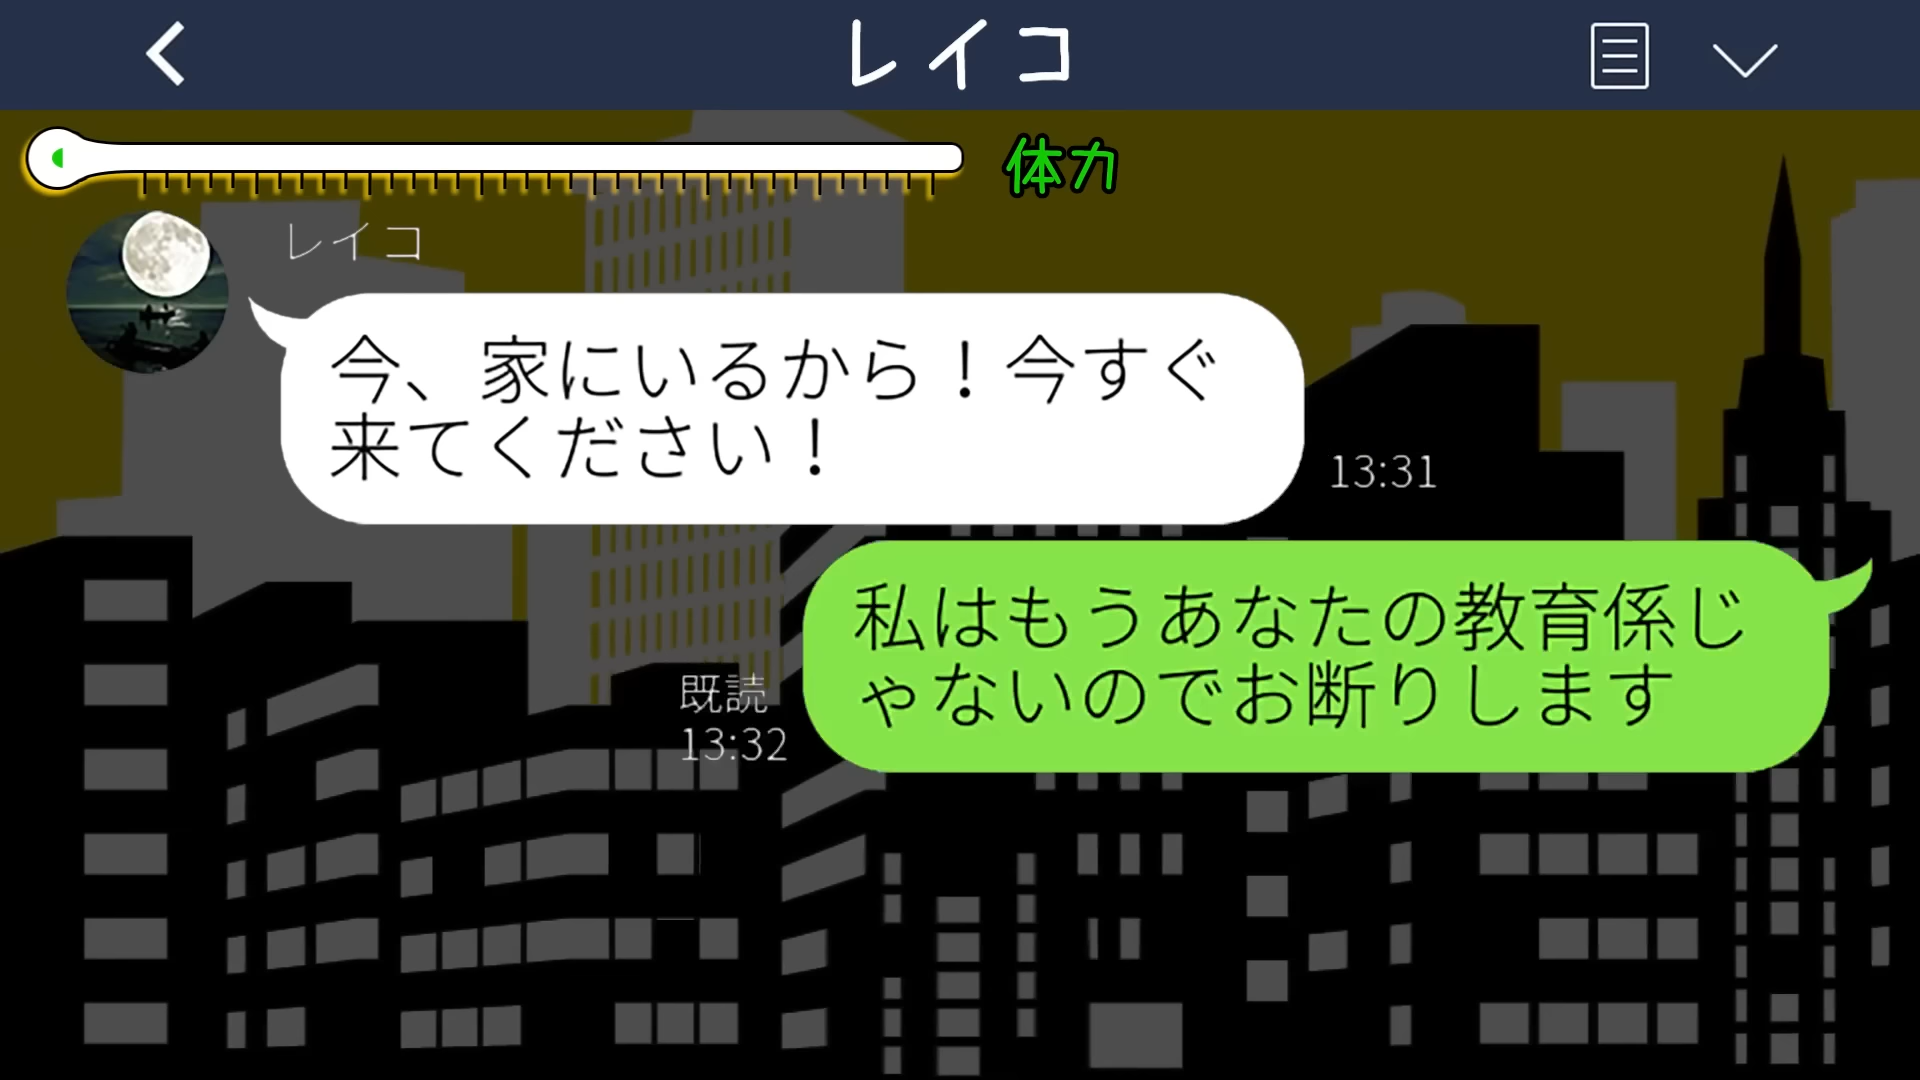 レイコ
体力
レイコ
今、家にいるから！今すぐ
来てください！
13:31
私はもうあなたの教育係じ
ゃないのでお断りします
既読
13:32